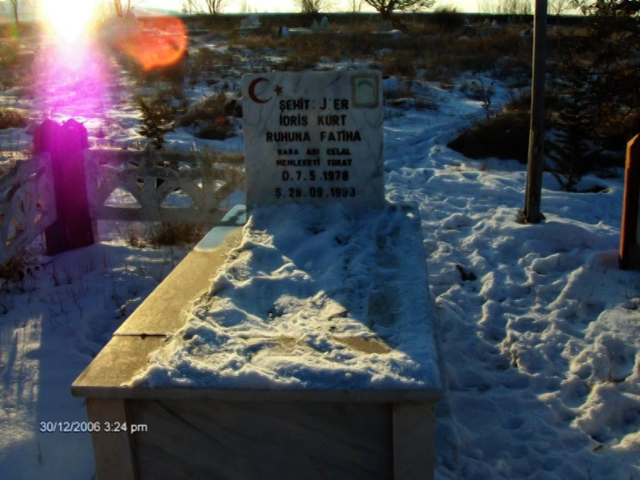 ŞEHİT J.ER
İDRİS KURT
RUHUNA FATİHA
BABA ADI CELAL
MEMLEKETİ TOKAT
D. 7. 5. 1978
Ş. 28. 09. 1998
30/12/2006 3:24 pm